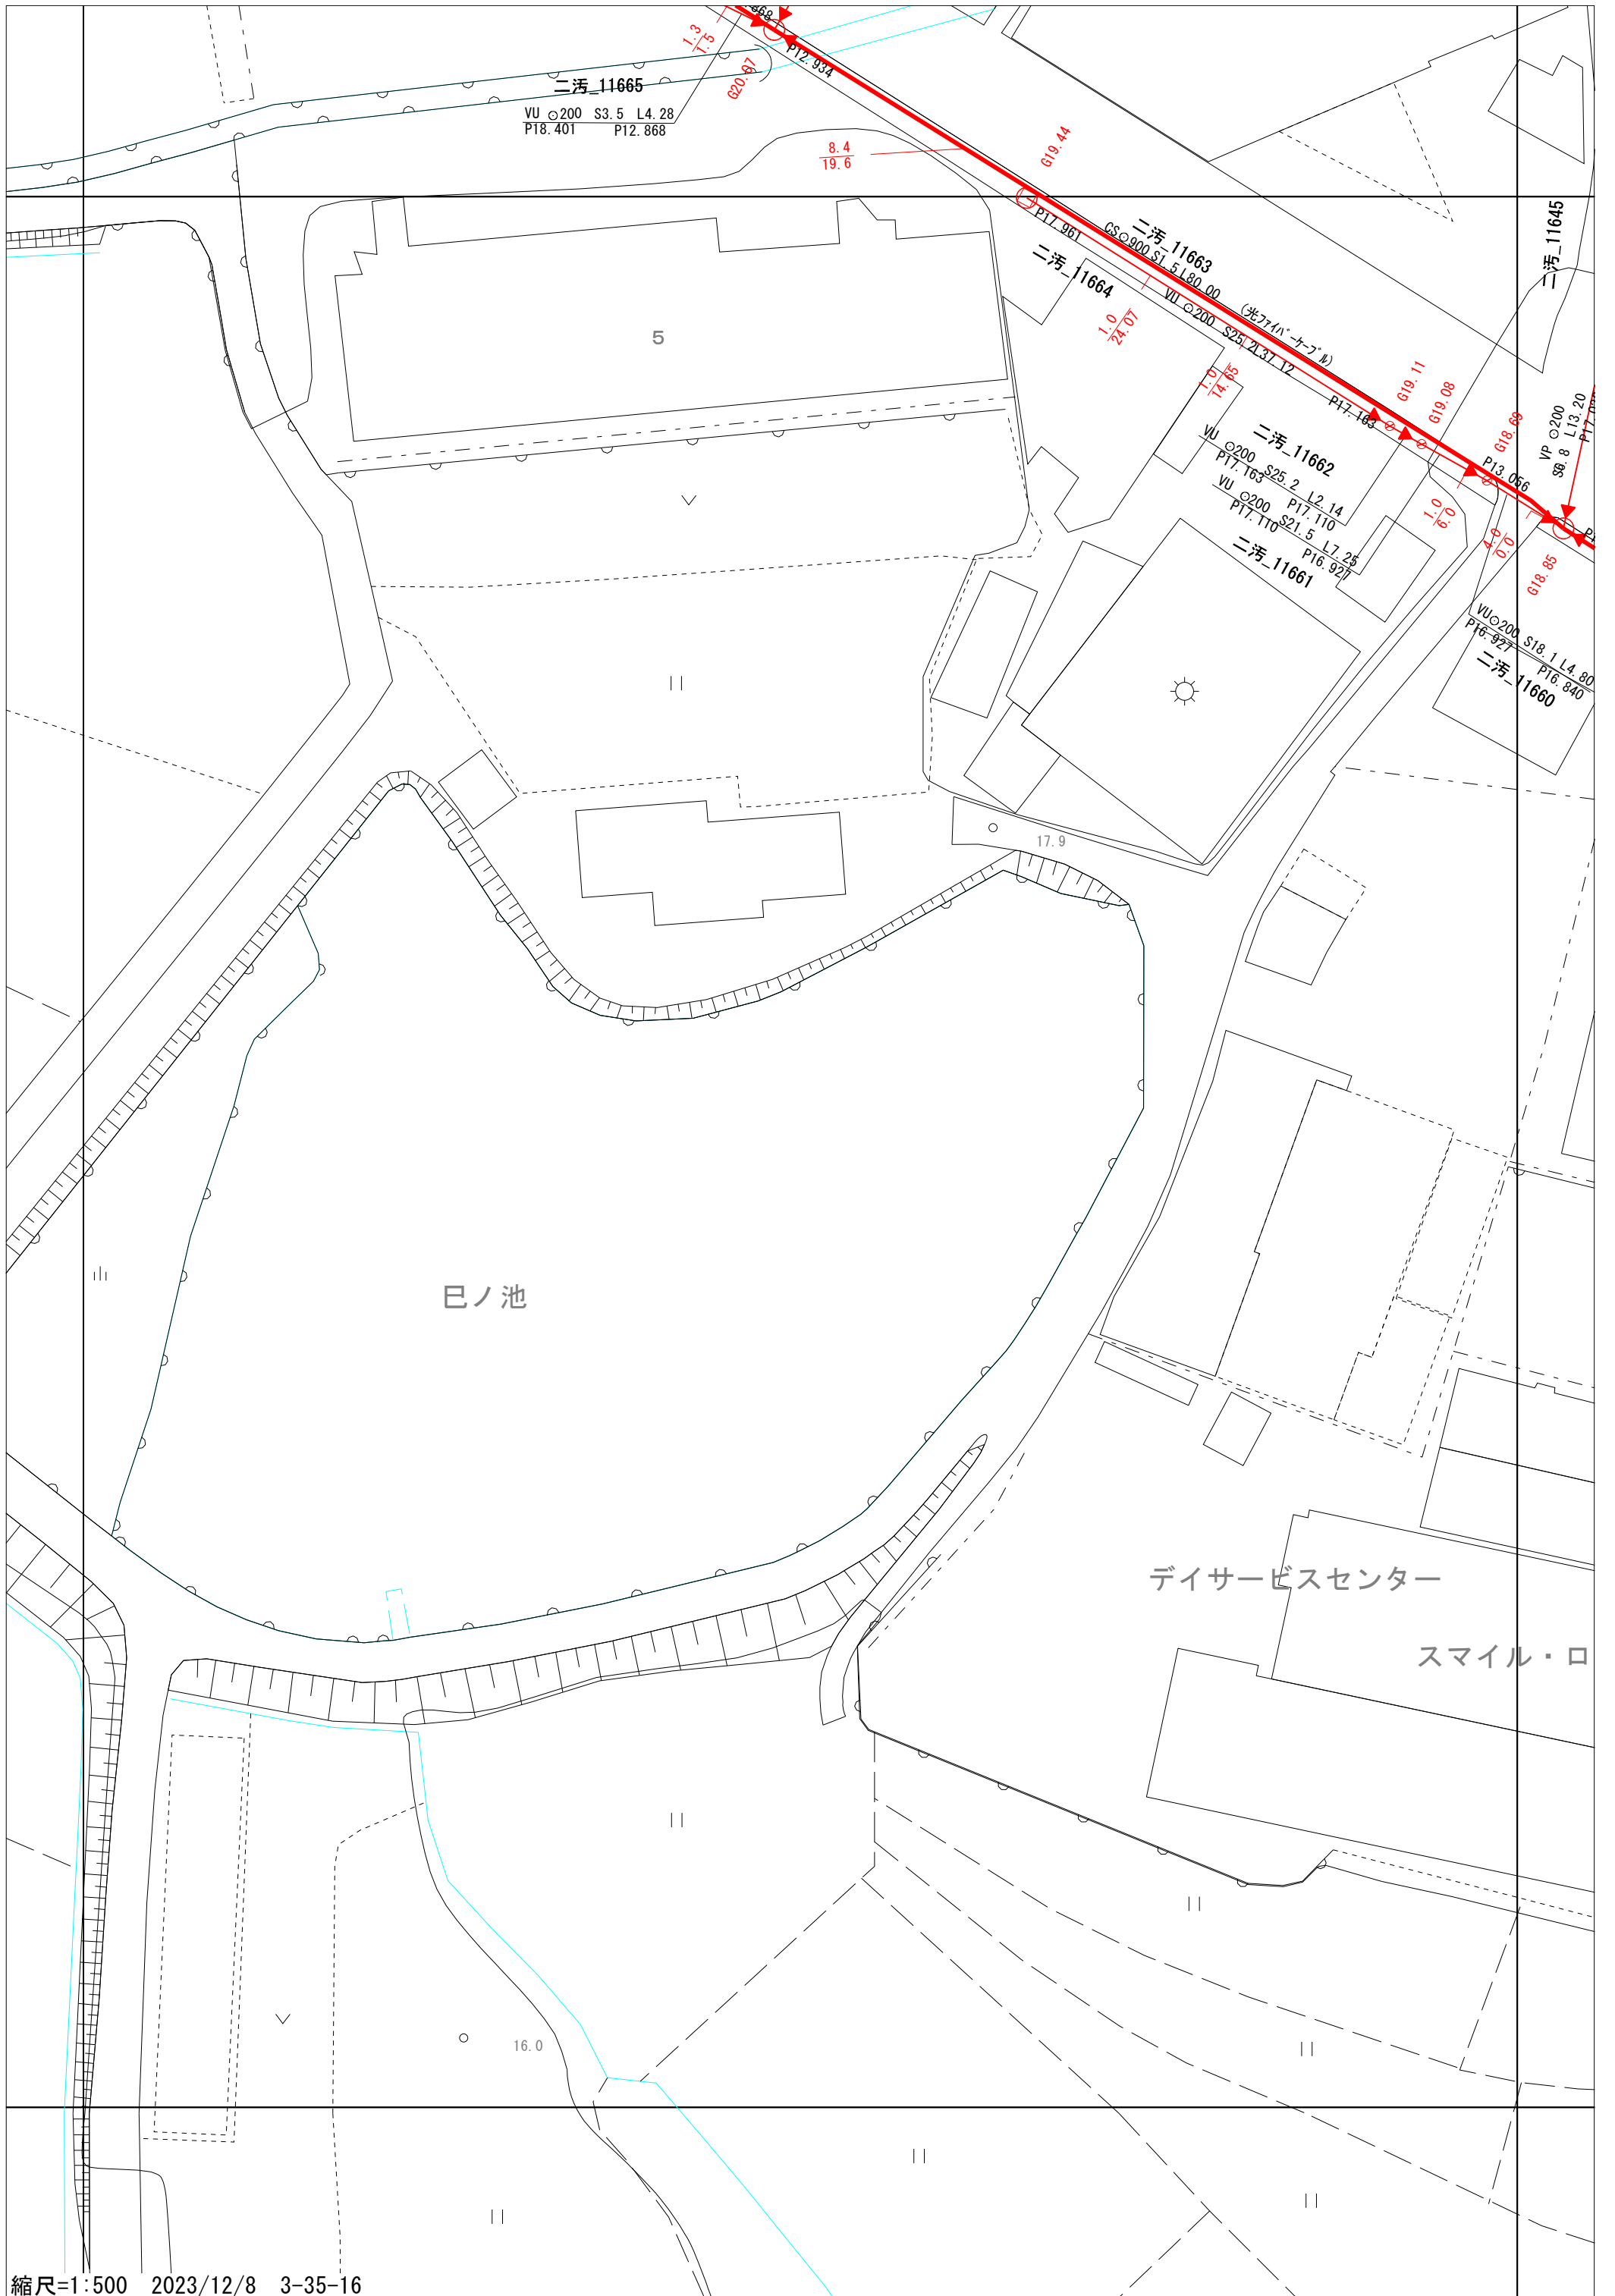 1.3
1.5
G20.07
P12.934
二汚_11665
VU ⊙200 S3.5 L4.28
P18.401 P12.868
8.4
19.6
G19.44
P17.961
二汚_11663
CS⊙900 S1.5 L80.00 (光ファイバーケーブル)
二汚_11664
VU ⊙200 S25.2 L37.12
1.0
24.07
1.0
14.65
二汚_11645
5
P17.163
G19.11
G19.08
G18.69
P13.056
VP ⊙200
L13.20
二汚_11662
VU ⊙200 S25.2 L2.14
P17.163 P17.110
VU ⊙200 S21.5 L7.25
P17.110 P16.927
二汚_11661
1.0
6.0
4.0
0.0
G18.85
VU⊙200 S18.1 L4.80
P16.927 P16.840
二汚_11660
17.9
巳ノ池
デイサービスセンター
スマイル・ロ
16.0
縮尺=1:500 2023/12/8 3-35-16